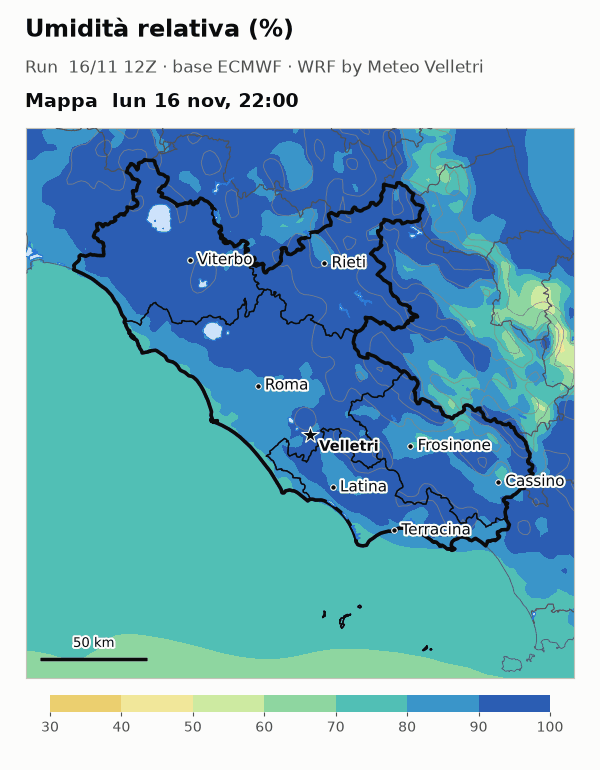 Umidità relativa (%)
Run  16/11 12Z · base ECMWF · WRF by Meteo Velletri
Mappa  lun 16 nov, 22:00
Viterbo
Rieti
Roma
Velletri
Frosinone
Cassino
Latina
Terracina
50 km
30 40 50 60 70 80 90 100